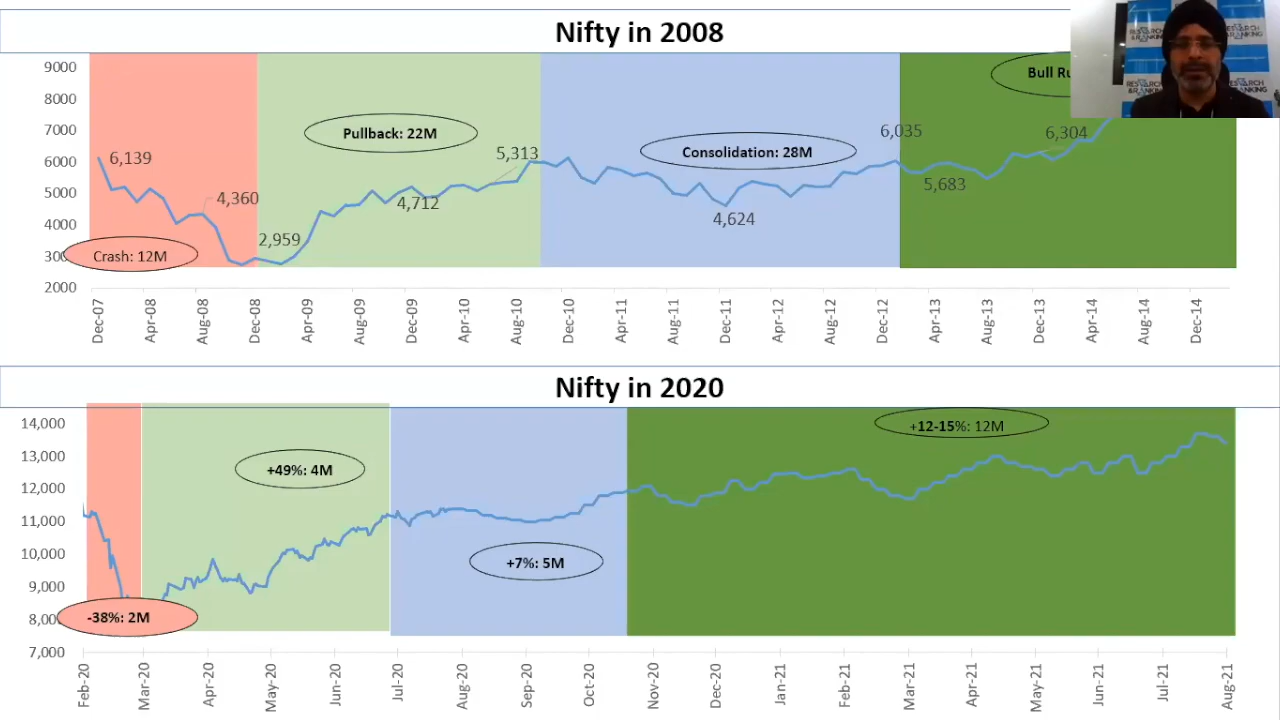 Nifty in 2008
9000
8000
7000
6000
5000
4000
2000
6,139
4,360
2,959
4,712
5,313
4,624
6,035
5,683
6,304
Crash: 12M
Pullback: 22M
Consolidation: 28M
Bull
Dec-07
Apr-08
Aug-08
Dec-08
Apr-09
Aug-09
Dec-09
Apr-10
Aug-10
Dec-10
Apr-11
Aug-11
Dec-11
Apr-12
Aug-12
Dec-12
Apr-13
Aug-13
Dec-13
Apr-14
Aug-14
Dec-14
RESEARCH
&RANKING
Nifty in 2020
14,000
13,000
12,000
11,000
10,000
9,000
7,000
-38%: 2M
+49%: 4M
+7%: 5M
+12-15%: 12M
Feb-20
Mar-20
Apr-20
May-20
Jun-20
Jul-20
Aug-20
Sep-20
Oct-20
Nov-20
Dec-20
Jan-21
Feb-21
Mar-21
Apr-21
May-21
Jun-21
Jul-21
Aug-21